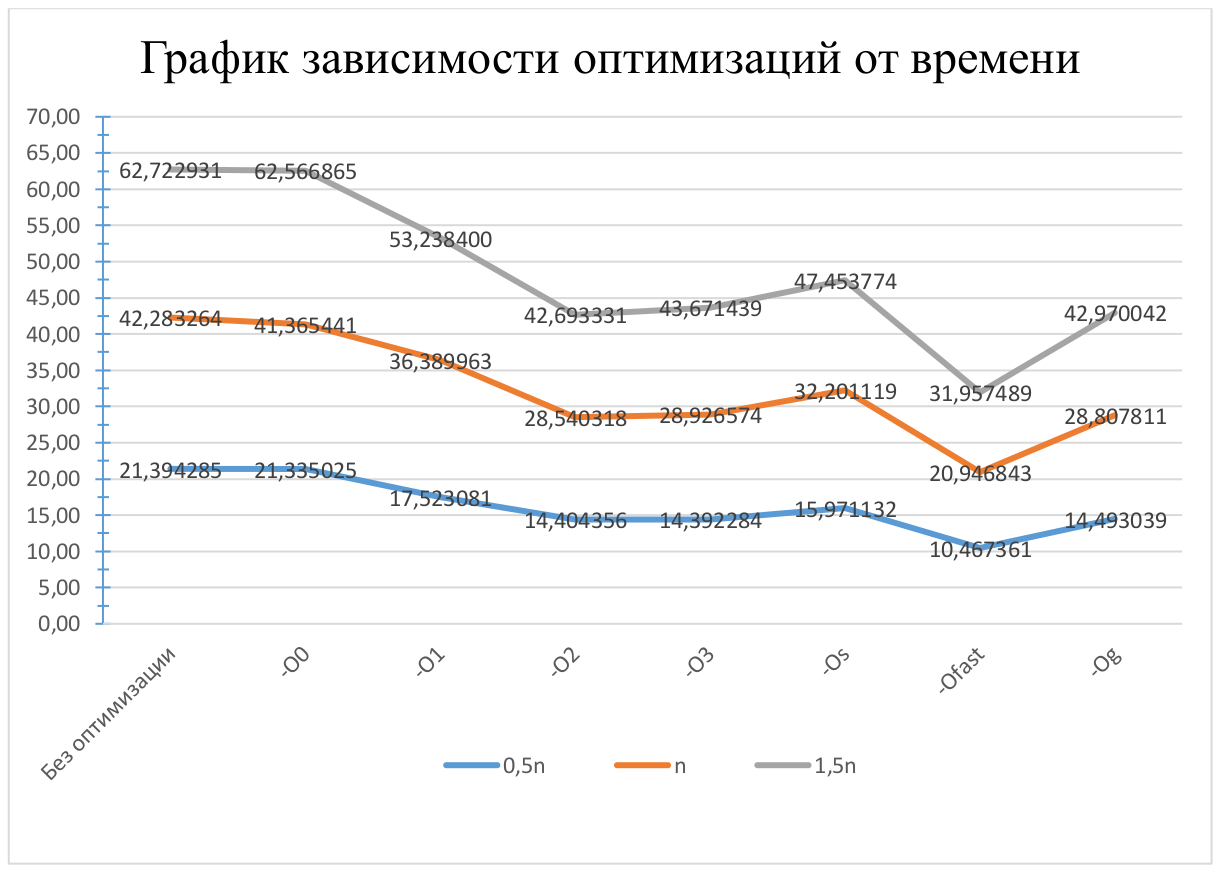 График зависимости оптимизаций от времени
70,00
65,00
60,00
55,00
50,00
45,00
40,00
35,00
30,00
25,00
20,00
15,00
10,00
5,00
0,00
62,722931 62,566865 53,238400 42,693331 43,671439 47,453774 31,957489 42,970042
42,283264 41,365441 36,389963 28,540318 28,926574 32,201119 20,946843 28,807811
21,394285 21,335025 17,523081 14,404356 14,392284 15,971132 10,467361 14,493039
Без оптимизации -O0 -O1 -O2 -O3 -Os -Ofast -Og
0,5n n 1,5n